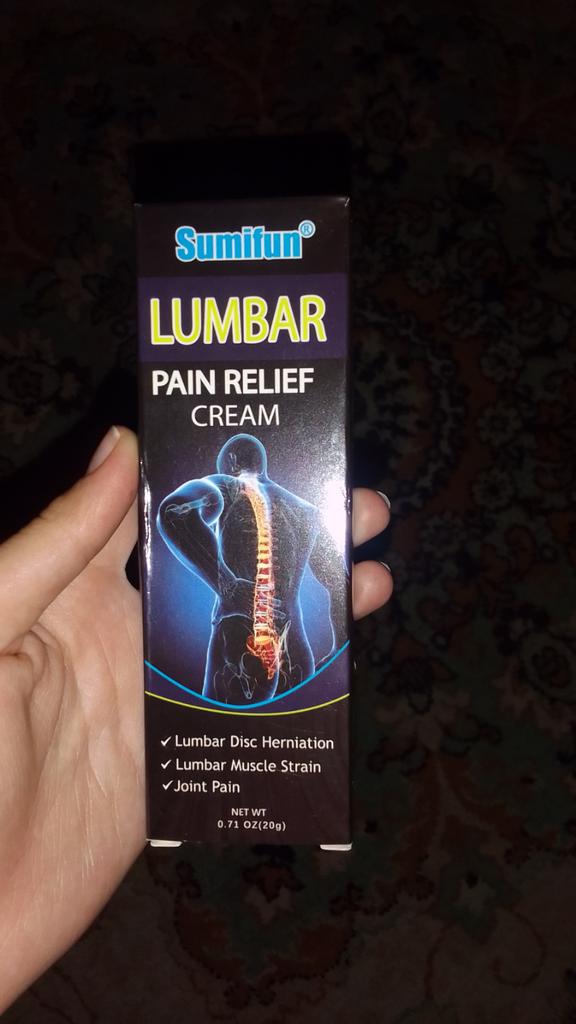 Sumifun®
LUMBAR
PAIN RELIEF
CREAM
✓ Lumbar Disc Herniation
✓ Lumbar Muscle Strain
✓ Joint Pain
NET WT
0.71 OZ(20g)